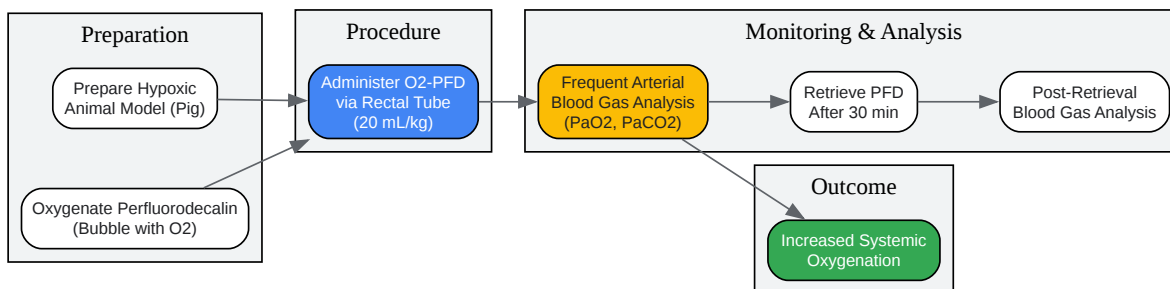 Preparation
Prepare Hypoxic
Animal Model (Pig)
Oxygenate Perfluorodecalin
(Bubble with O2)
Procedure
Administer O2-PFD
via Rectal Tube
(20 mL/kg)
Monitoring & Analysis
Frequent Arterial
Blood Gas Analysis
(PaO2, PaCO2)
Retrieve PFD
After 30 min
Post-Retrieval
Blood Gas Analysis
Outcome
Increased Systemic
Oxygenation